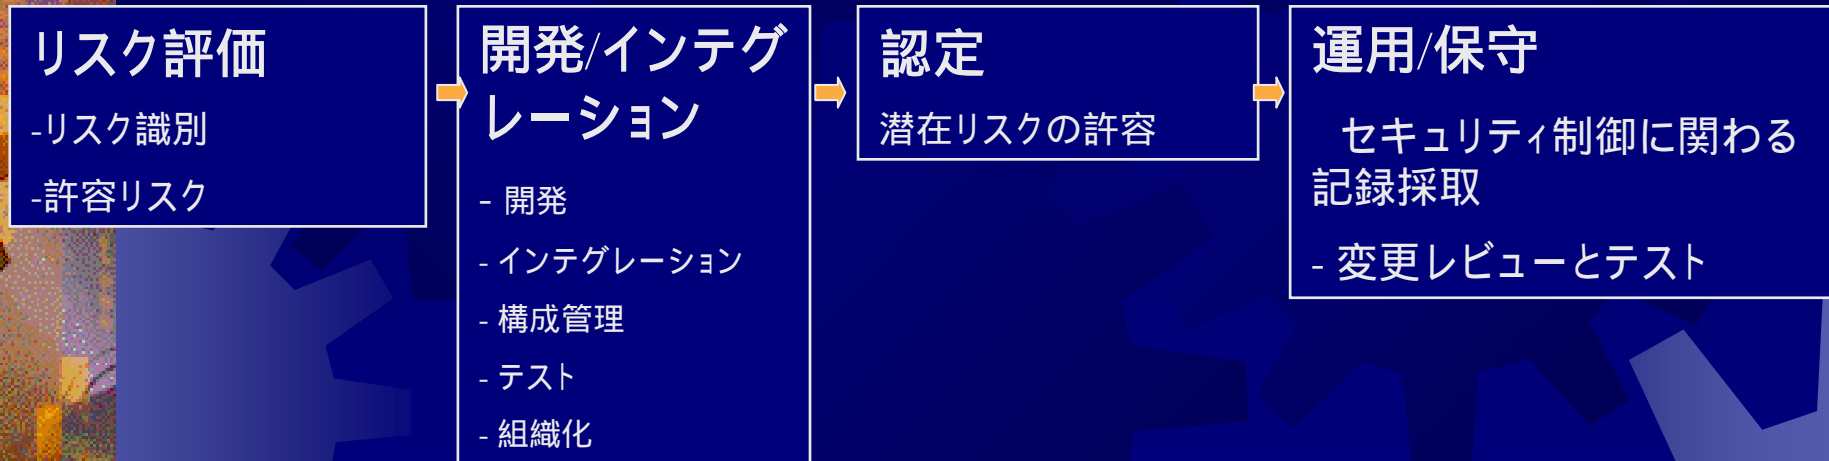 リスク評価
-リスク識別
-許容リスク
開発/インテグ
レーション
- 開発
- インテグレーション
- 構成管理
- テスト
- 組織化
認定
潜在リスクの許容
運用/保守
セキュリティ制御に関わる
記録採取
- 変更レビューとテスト